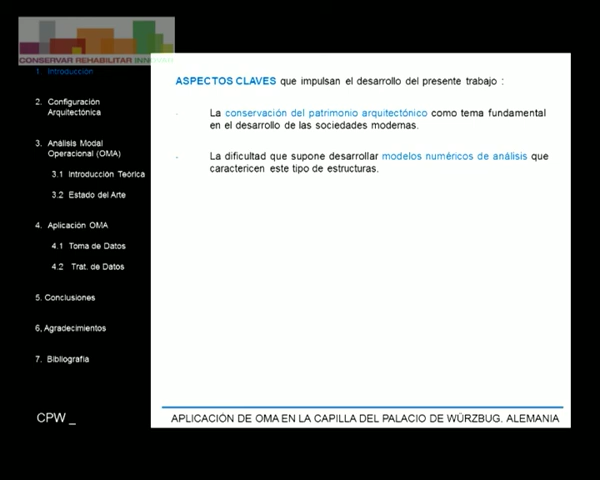 CONSERVAR REHABILITAR INNOVAR
1 Introducción
2. Configuración
Arquitectónica
3. Análisis Modal
Operacional (OMA)
3.1 Introducción Teórica
3.2 Estado del Arte
4. Aplicación OMA
4.1 Toma de Datos
4.2 Trat. de Datos
5. Conclusiones
6, Agradecimientos
7. Bibliografía
CPW _
ASPECTOS CLAVES que impulsan el desarrollo del presente trabajo :
La conservación del patrimonio arquitectónico como tema fundamental
en el desarrollo de las sociedades modernas.
La dificultad que supone desarrollar modelos numéricos de análisis que
caractericen este tipo de estructuras.
APLICACIÓN DE OMA EN LA CAPILLA DEL PALACIO DE WÜRZBUG. ALEMANIA